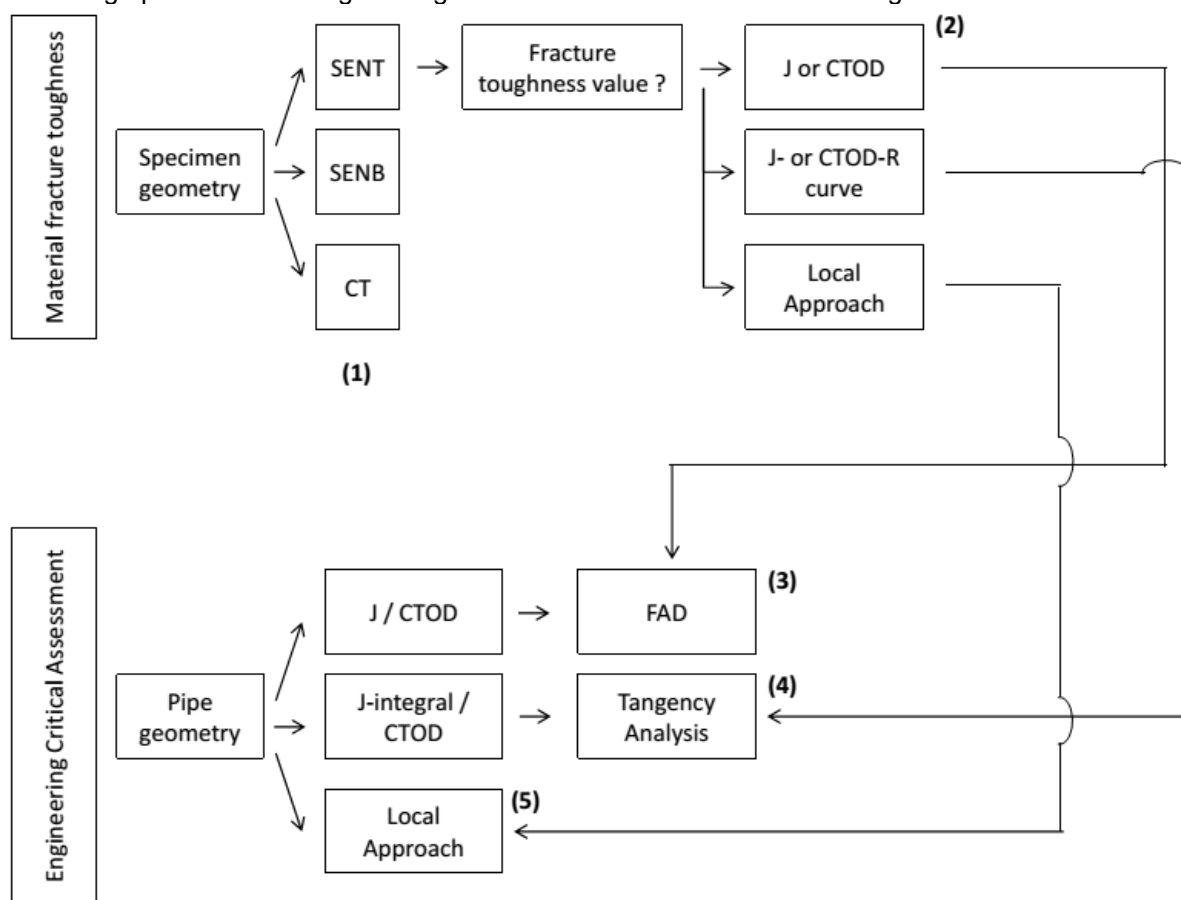 Material fracture toughness
Specimen
geometry
SENT
SENB
CT
(1)
Fracture
toughness value ?
(2)
J or CTOD
J- or CTOD-R
curve
Local
Approach
Engineering Critical Assessment
Pipe
geometry
J / CTOD
J-integral /
CTOD
Local
Approach
(5)
FAD
(3)
Tangency
Analysis
(4)